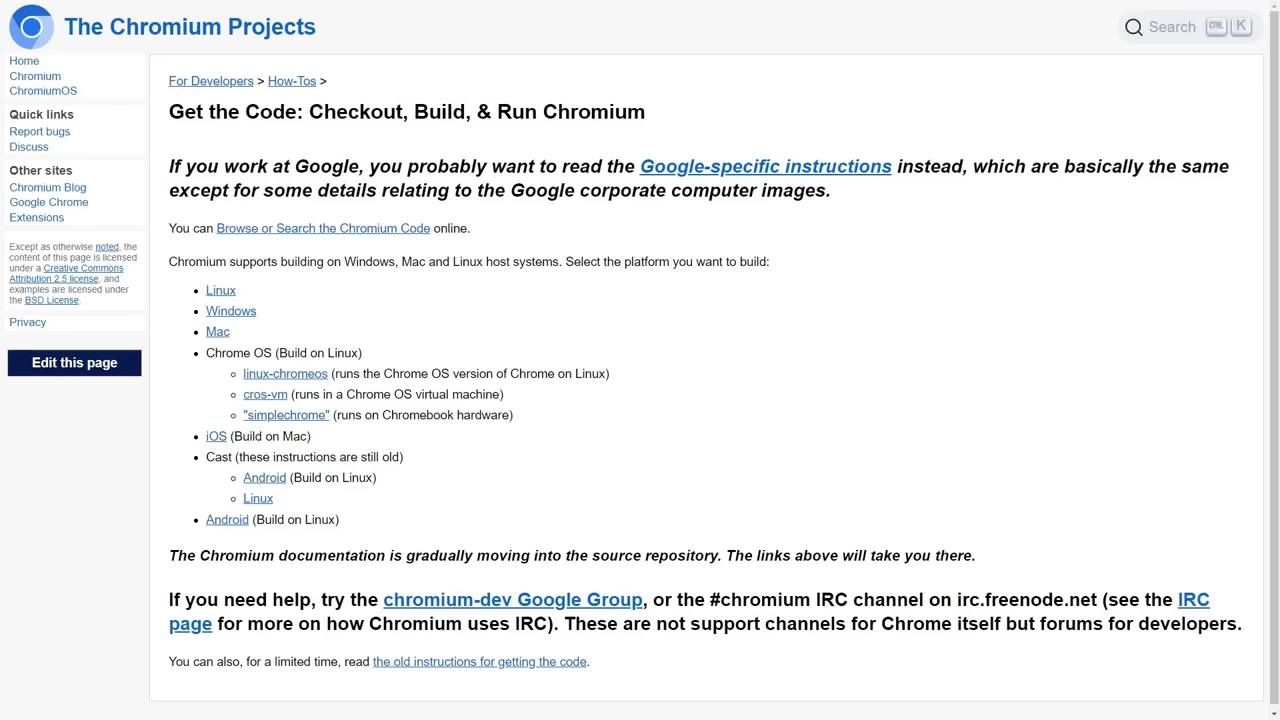 The Chromium Projects
Search CTRL K
Home
Chromium
ChromiumOS
Quick links
Report bugs
Discuss
Other sites
Chromium Blog
Google Chrome
Extensions
Except as otherwise noted, the
content of this page is licensed
under a Creative Commons
Attribution 2.5 license, and
examples are licensed under
the BSD License.
Privacy
Edit this page
For Developers > How-Tos >
Get the Code: Checkout, Build, & Run Chromium
If you work at Google, you probably want to read the Google-specific instructions instead, which are basically the same
except for some details relating to the Google corporate computer images.
You can Browse or Search the Chromium Code online.
Chromium supports building on Windows, Mac and Linux host systems. Select the platform you want to build:
Linux
Windows
Mac
Chrome OS (Build on Linux)
linux-chromeos (runs the Chrome OS version of Chrome on Linux)
cros-vm (runs in a Chrome OS virtual machine)
"simplechrome" (runs on Chromebook hardware)
iOS (Build on Mac)
Cast (these instructions are still old)
Android (Build on Linux)
Linux
Android (Build on Linux)
The Chromium documentation is gradually moving into the source repository. The links above will take you there.
If you need help, try the chromium-dev Google Group, or the #chromium IRC channel on irc.freenode.net (see the IRC
page for more on how Chromium uses IRC). These are not support channels for Chrome itself but forums for developers.
You can also, for a limited time, read the old instructions for getting the code.